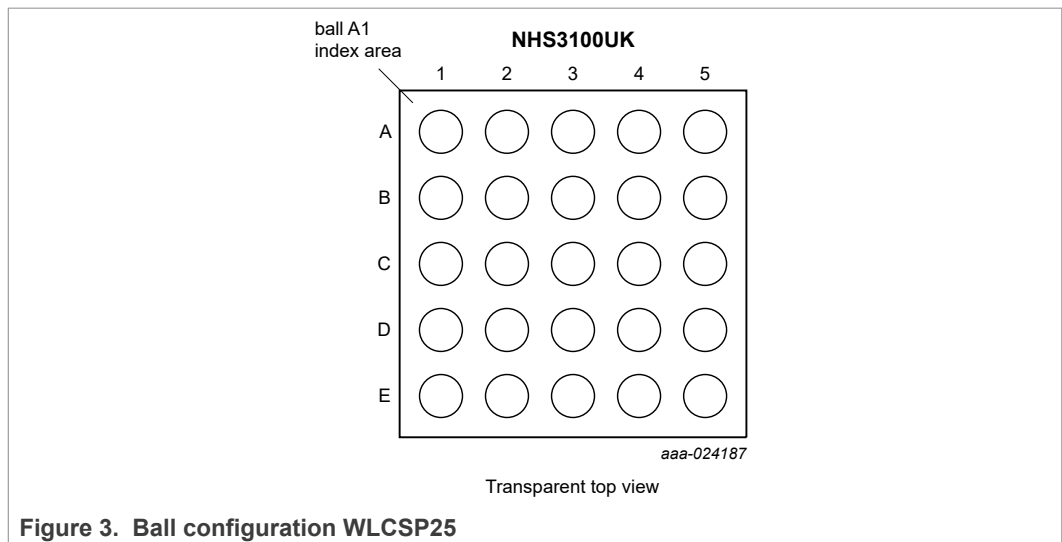 ball A1
index area
NHS3100UK
1 2 3 4 5
A
B
C
D
E
aaa-024187
Transparent top view
Figure 3. Ball configuration WLCSP25